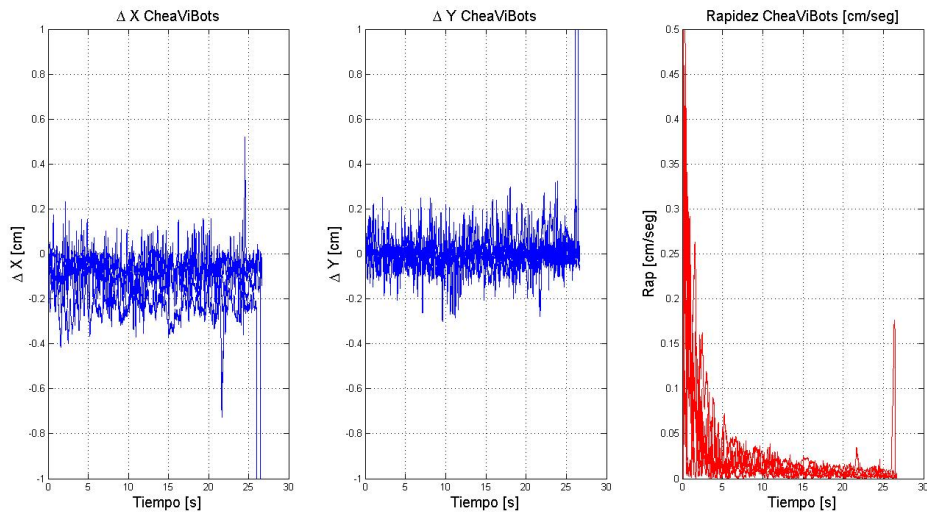 Δ X CheaViBots
1
0.8
0.6
0.4
0.2
0
-0.2
-0.4
-0.6
-0.8
-1
Δ X [cm]
0 5 10 15 20 25 30
Tiempo [s]
Δ Y CheaViBots
1
0.8
0.6
0.4
0.2
0
-0.2
-0.4
-0.6
-0.8
-1
Δ Y [cm]
0 5 10 15 20 25 30
Tiempo [s]
Rapidez CheaViBots [cm/seg]
0.5
0.45
0.4
0.35
0.3
0.25
0.2
0.15
0.1
0.05
0
Rap [cm/seg]
0 5 10 15 20 25 30
Tiempo [s]